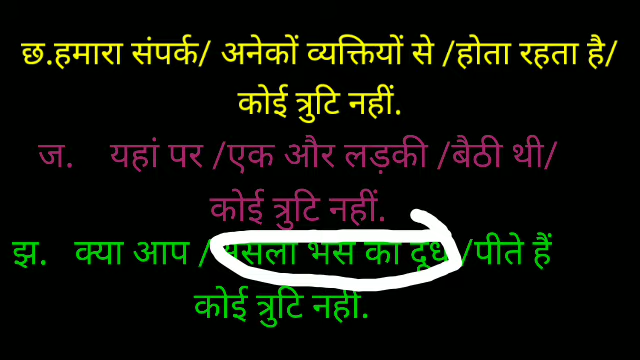 छ.हमारा संपर्क/ अनेकों व्यक्तियों से /होता रहता है/
कोई त्रुटि नहीं.
ज. यहां पर /एक और लड़की /बैठी थी/
कोई त्रुटि नहीं.
झ. क्या आप / का दूध /पीते हैं
कोई त्रुटि नहीं.